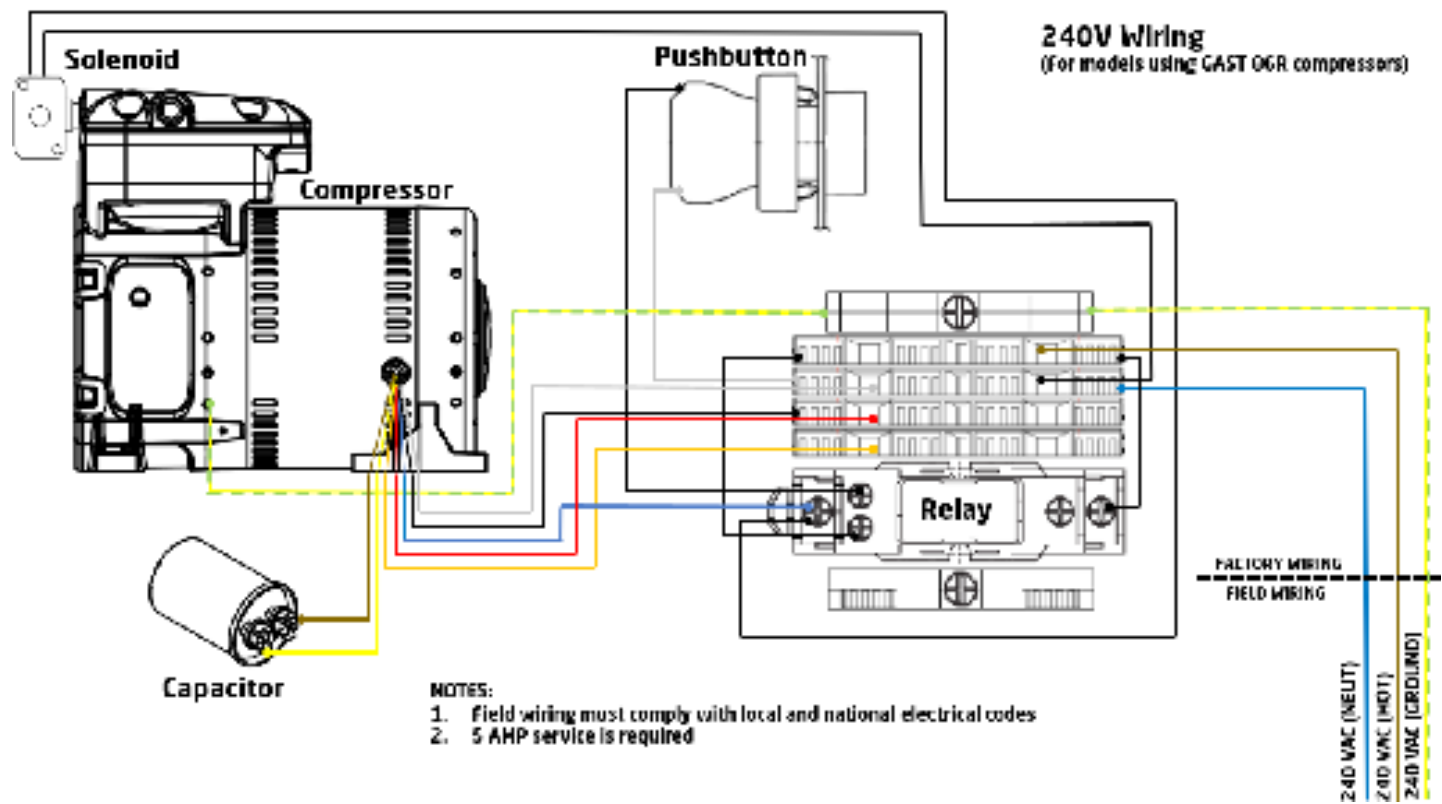 240V Wiring
(For models using GAST OGR compressors)
Solenoid
Pushbutton
Compressor
Relay
FACTORY WIRING
FIELD WIRING
Capacitor
NOTES:
1. Field wiring must comply with local and national electrical codes
2. 5 AMP service is required
240 VAC (NEUT)
240 VAC (HOT)
240 VAC (GROUND)